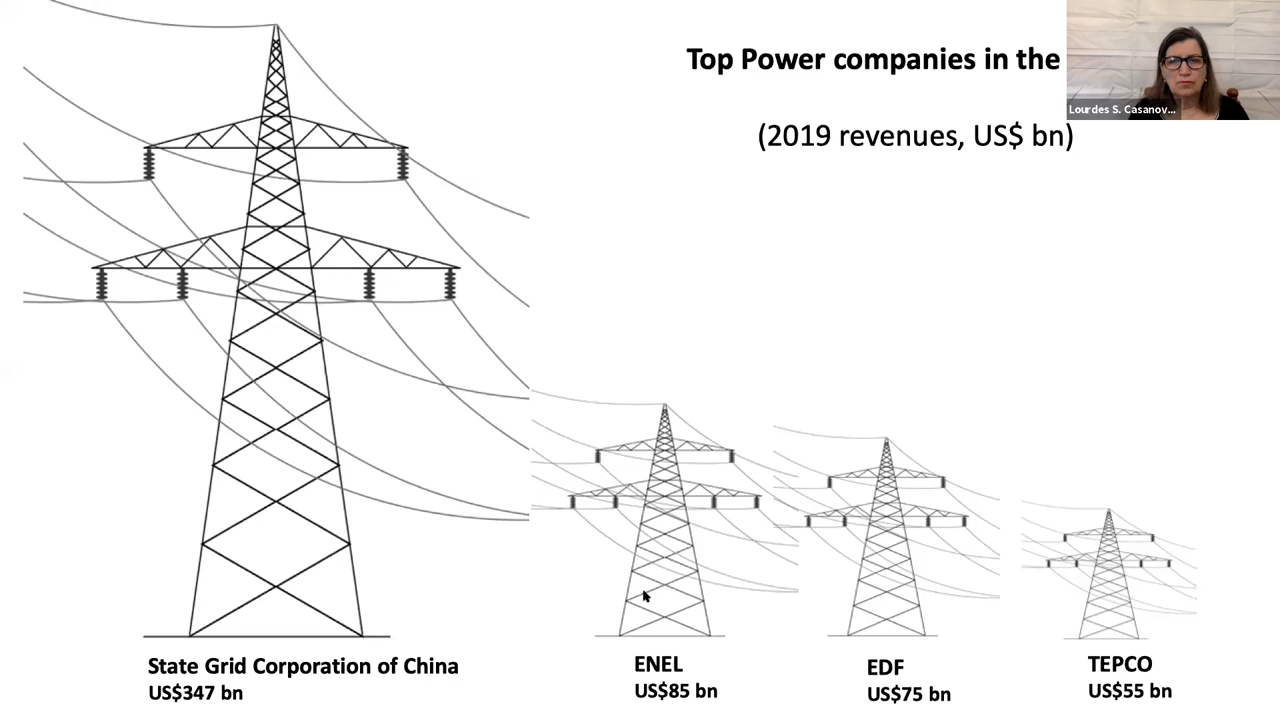 Top Power companies in the
(2019 revenues, US$ bn)
Lourdes S. Casanov...
State Grid Corporation of China
US$347 bn
ENEL
US$85 bn
EDF
US$75 bn
TEPCO
US$55 bn